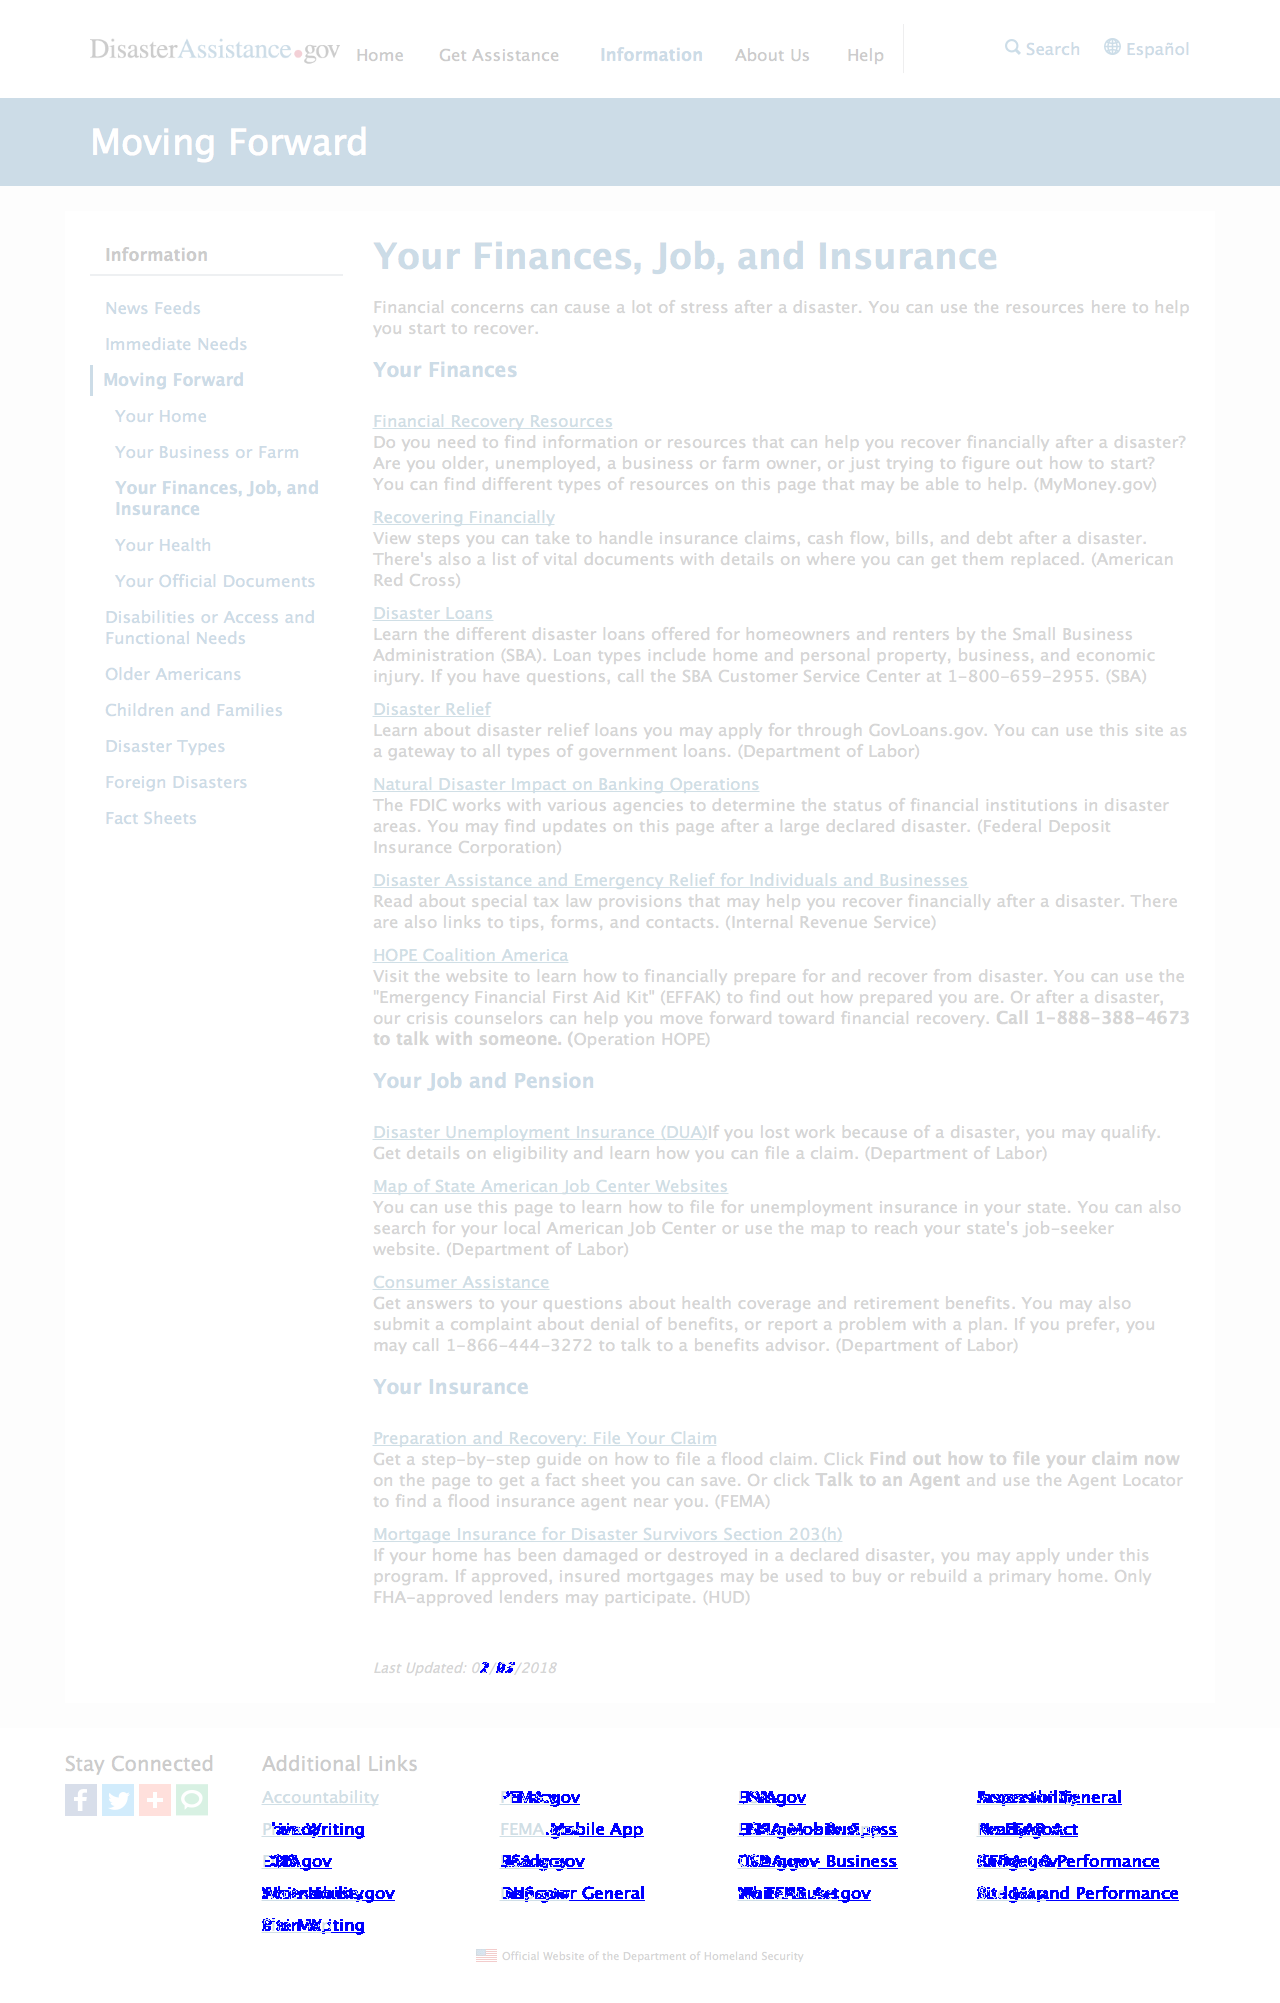 DisasterAssistance.gov Home Get Assistance Information About Us Help Search Español
Moving Forward
Information
News Feeds
Immediate Needs
Moving Forward
Your Home
Your Business or Farm
Your Finances, Job, and
Insurance
Your Health
Your Official Documents
Disabilities or Access and
Functional Needs
Older Americans
Children and Families
Disaster Types
Foreign Disasters
Fact Sheets
Your Finances, Job, and Insurance
Financial concerns can cause a lot of stress after a disaster. You can use the resources here to help
you start to recover.
Your Finances
Financial Recovery Resources
Do you need to find information or resources that can help you recover financially after a disaster?
Are you older, unemployed, a business or farm owner, or just trying to figure out how to start?
You can find different types of resources on this page that may be able to help. (MyMoney.gov)
Recovering Financially
View steps you can take to handle insurance claims, cash flow, bills, and debt after a disaster.
There's also a list of vital documents with details on where you can get them replaced. (American
Red Cross)
Disaster Loans
Learn the different disaster loans offered for homeowners and renters by the Small Business
Administration (SBA). Loan types include home and personal property, business, and economic
injury. If you have questions, call the SBA Customer Service Center at 1-800-659-2955. (SBA)
Disaster Relief
Learn about disaster relief loans you may apply for through GovLoans.gov. You can use this site as
a gateway to all types of government loans. (Department of Labor)
Natural Disaster Impact on Banking Operations
The FDIC works with various agencies to determine the status of financial institutions in disaster
areas. You may find updates on this page after a large declared disaster. (Federal Deposit
Insurance Corporation)
Disaster Assistance and Emergency Relief for Individuals and Businesses
Read about special tax law provisions that may help you recover financially after a disaster. There
are also links to tips, forms, and contacts. (Internal Revenue Service)
HOPE Coalition America
Visit the website to learn how to financially prepare for and recover from disaster. You can use the
"Emergency Financial First Aid Kit" (EFFAK) to find out how prepared you are. Or after a disaster,
our crisis counselors can help you move forward toward financial recovery. Call 1-888-388-4673
to talk with someone. (Operation HOPE)
Your Job and Pension
Disaster Unemployment Insurance (DUA)If you lost work because of a disaster, you may qualify.
Get details on eligibility and learn how you can file a claim. (Department of Labor)
Map of State American Job Center Websites
You can use this page to learn how to file for unemployment insurance in your state. You can also
search for your local American Job Center or use the map to reach your state's job-seeker
website. (Department of Labor)
Consumer Assistance
Get answers to your questions about health coverage and retirement benefits. You may also
submit a complaint about denial of benefits, or report a problem with a plan. If you prefer, you
may call 1-866-444-3272 to talk to a benefits advisor. (Department of Labor)
Your Insurance
Preparation and Recovery: File Your Claim
Get a step-by-step guide on how to file a flood claim. Click Find out how to file your claim now
on the page to get a fact sheet you can save. Or click Talk to an Agent and use the Agent Locator
to find a flood insurance agent near you. (FEMA)
Mortgage Insurance for Disaster Survivors Section 203(h)
If your home has been damaged or destroyed in a declared disaster, you may apply under this
program. If approved, insured mortgages may be used to buy or rebuild a primary home. Only
FHA-approved lenders may participate. (HUD)
Last Updated: /2018
Stay Connected
Additional Links
Accountability
Official Website of the Department of Homeland Security